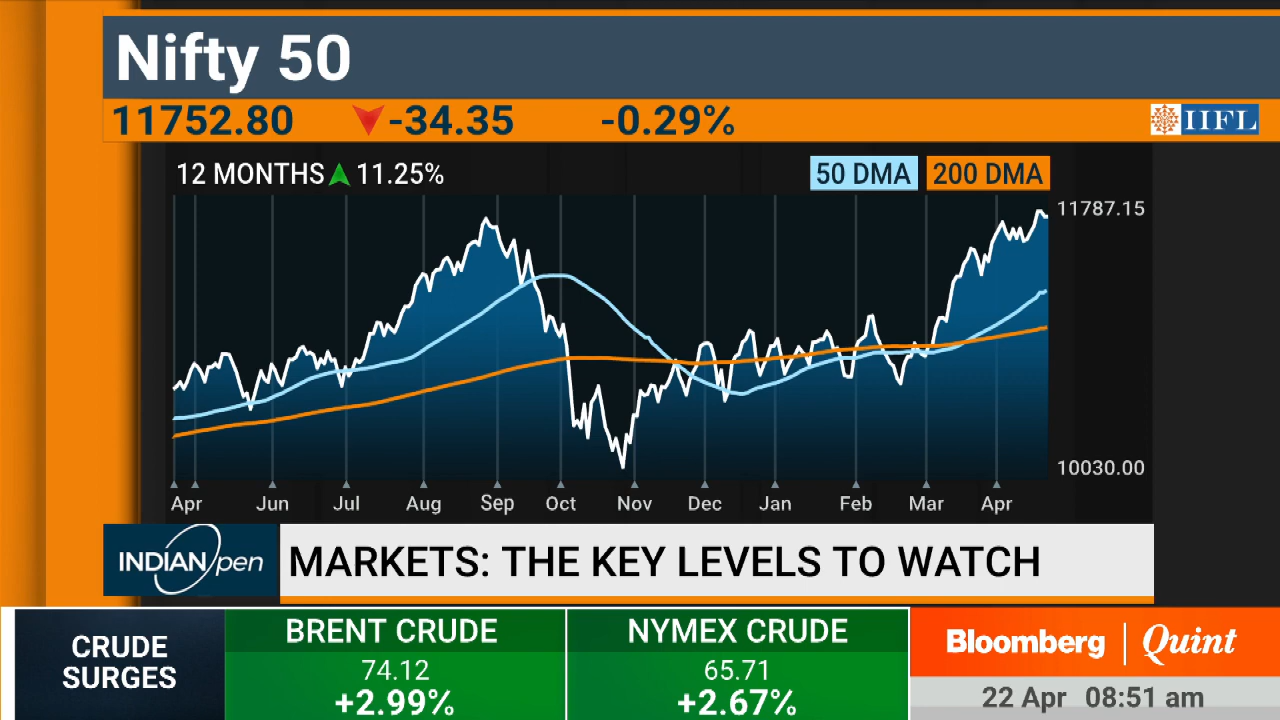 Nifty 50
11752.80 -34.35 -0.29%
IIFL
12 MONTHS 11.25%
50 DMA 200 DMA
11787.15
10030.00
Apr Jun Jul Aug Sep Oct Nov Dec Jan Feb Mar Apr
INDIAN Open
MARKETS: THE KEY LEVELS TO WATCH
CRUDE
SURGES
BRENT CRUDE
74.12
+2.99%
NYMEX CRUDE
65.71
+2.67%
Bloomberg | Quint
22 Apr 08:51 am